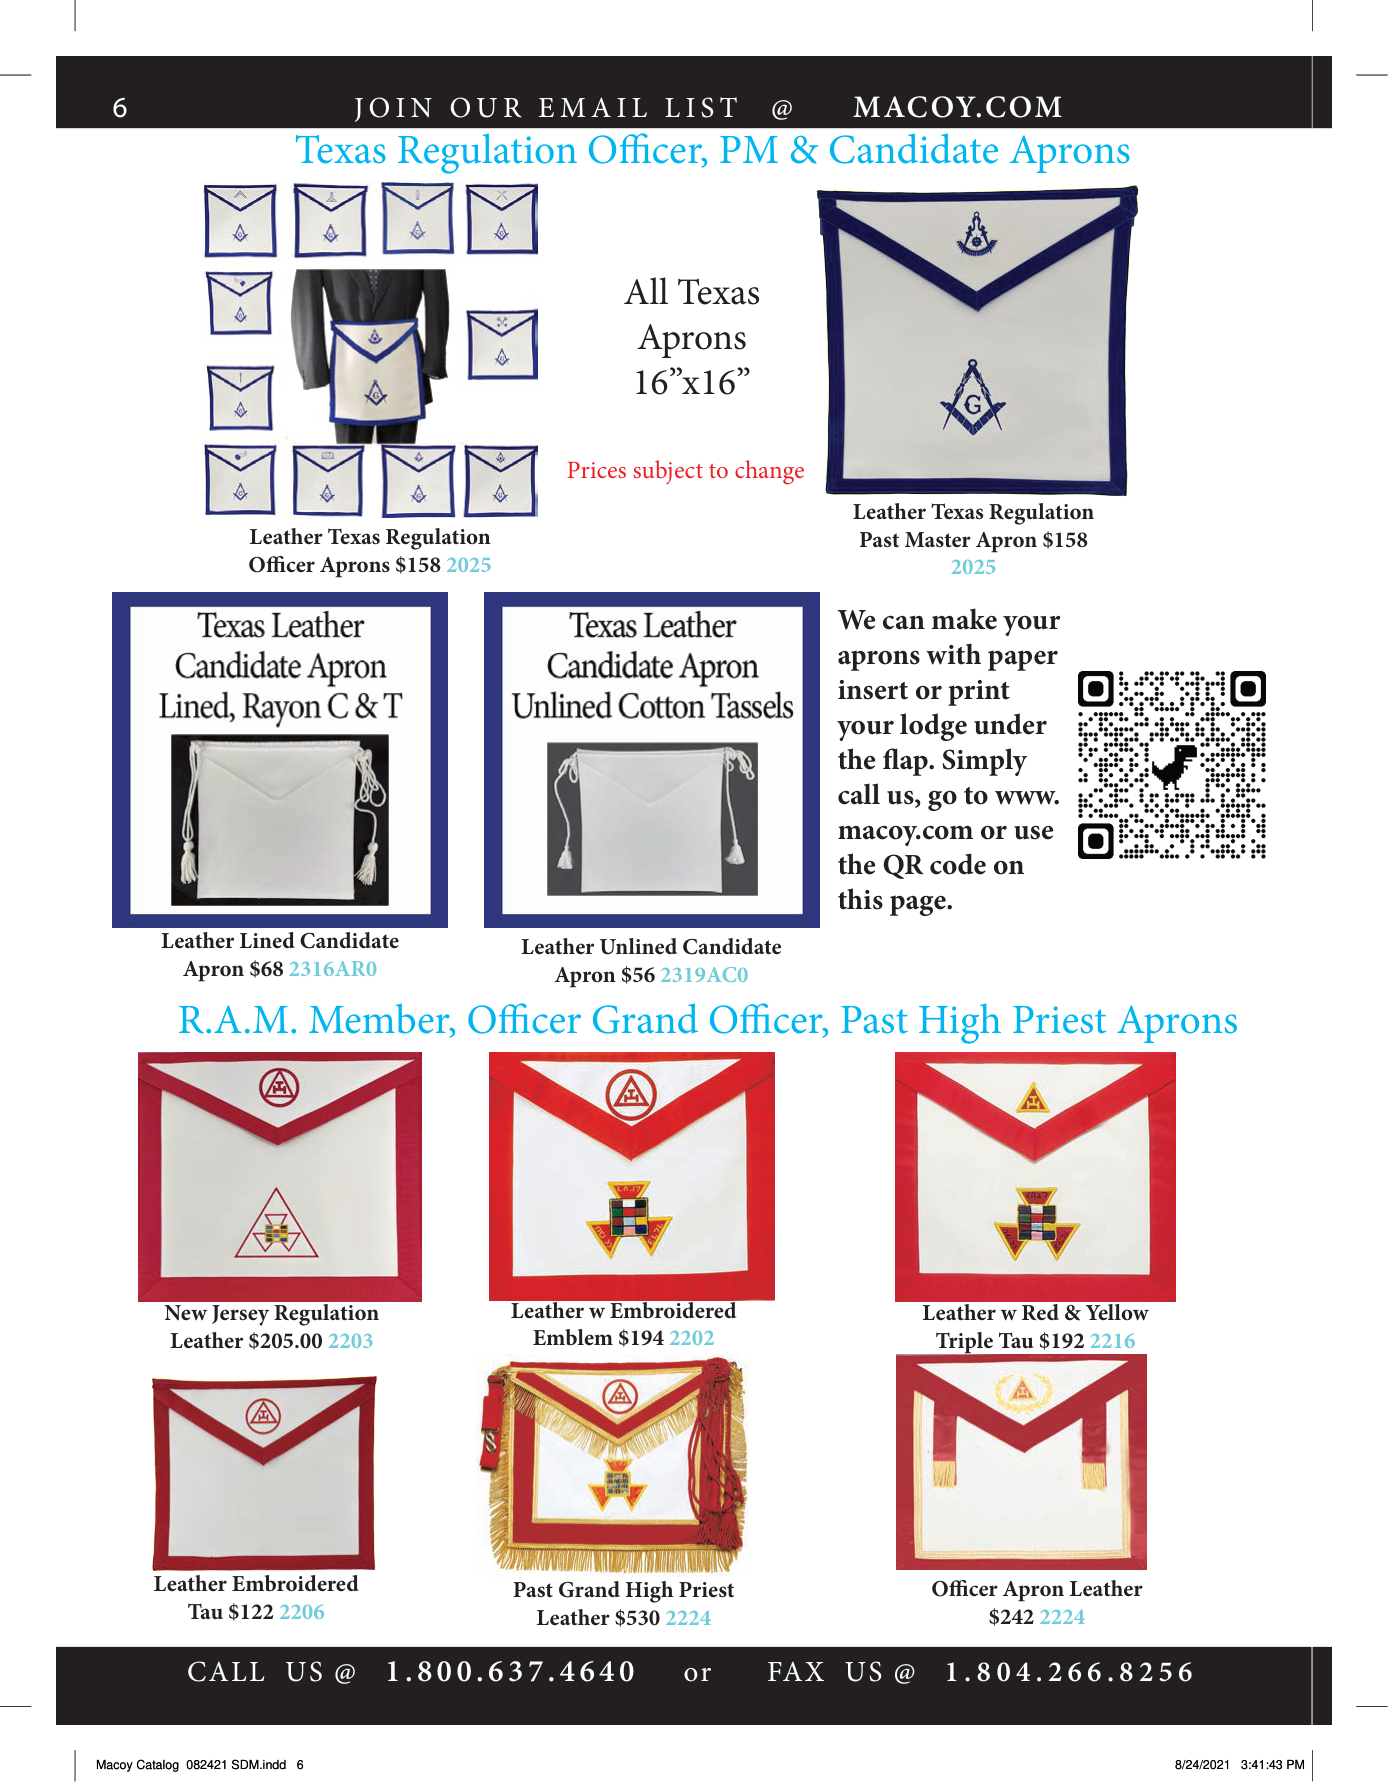 6 JOIN OUR EMAIL LIST @ MACOY.COM
Texas Regulation Officer, PM & Candidate Aprons
All Texas
Aprons
16”x16”
Prices subject to change
Leather Texas Regulation
Officer Aprons $158 2025
Leather Texas Regulation
Past Master Apron $158
2025
Texas Leather
Candidate Apron
Lined, Rayon C & T
Leather Lined Candidate
Apron $68 2316AR0
Texas Leather
Candidate Apron
Unlined Cotton Tassels
Leather Unlined Candidate
Apron $56 2319AC0
We can make your
aprons with paper
insert or print
your lodge under
the flap. Simply
call us, go to www.
macoy.com or use
the QR code on
this page.
R.A.M. Member, Officer Grand Officer, Past High Priest Aprons
New Jersey Regulation
Leather $205.00 2203
Leather w Embroidered
Emblem $194 2202
Leather w Red & Yellow
Triple Tau $192 2216
Leather Embroidered
Tau $122 2206
Past Grand High Priest
Leather $530 2224
Officer Apron Leather
$242 2224
CALL US @ 1.800.637.4640 or FAX US @ 1.804.266.8256
Macoy Catalog 082421 SDM.indd 6
8/24/2021 3:41:43 PM